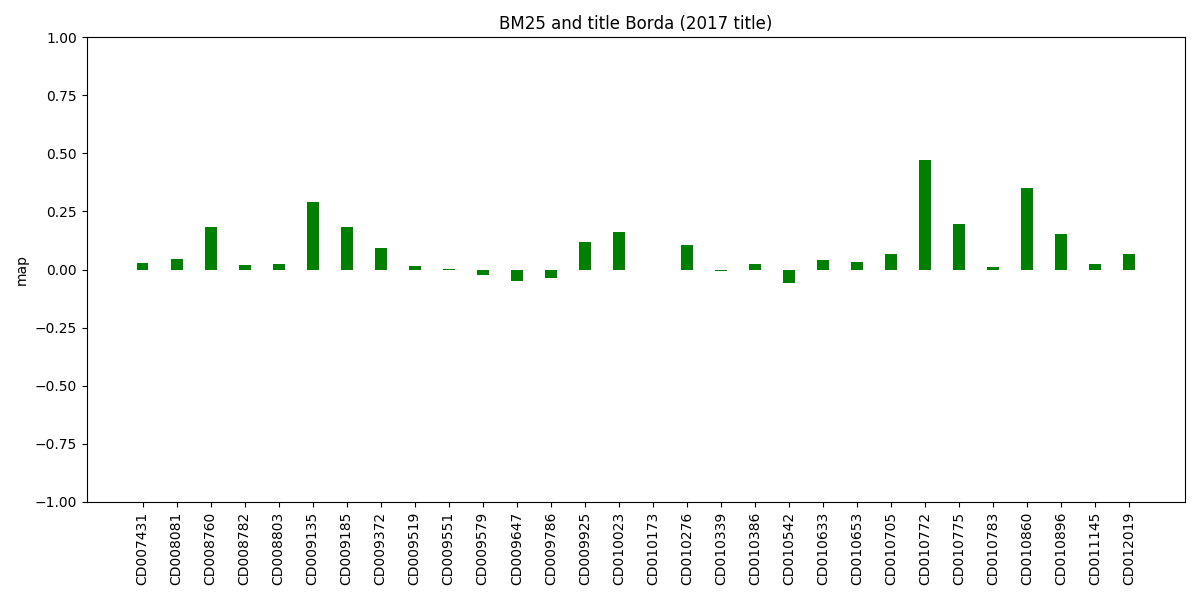 BM25 and title Borda (2017 title)
map
1.00
0.75
0.50
0.25
0.00
−0.25
−0.50
−0.75
−1.00
CD007431
CD008081
CD008760
CD008782
CD008803
CD009135
CD009185
CD009372
CD009519
CD009551
CD009579
CD009647
CD009786
CD009925
CD010023
CD010173
CD010276
CD010339
CD010386
CD010542
CD010633
CD010653
CD010705
CD010772
CD010775
CD010783
CD010860
CD010896
CD011145
CD012019